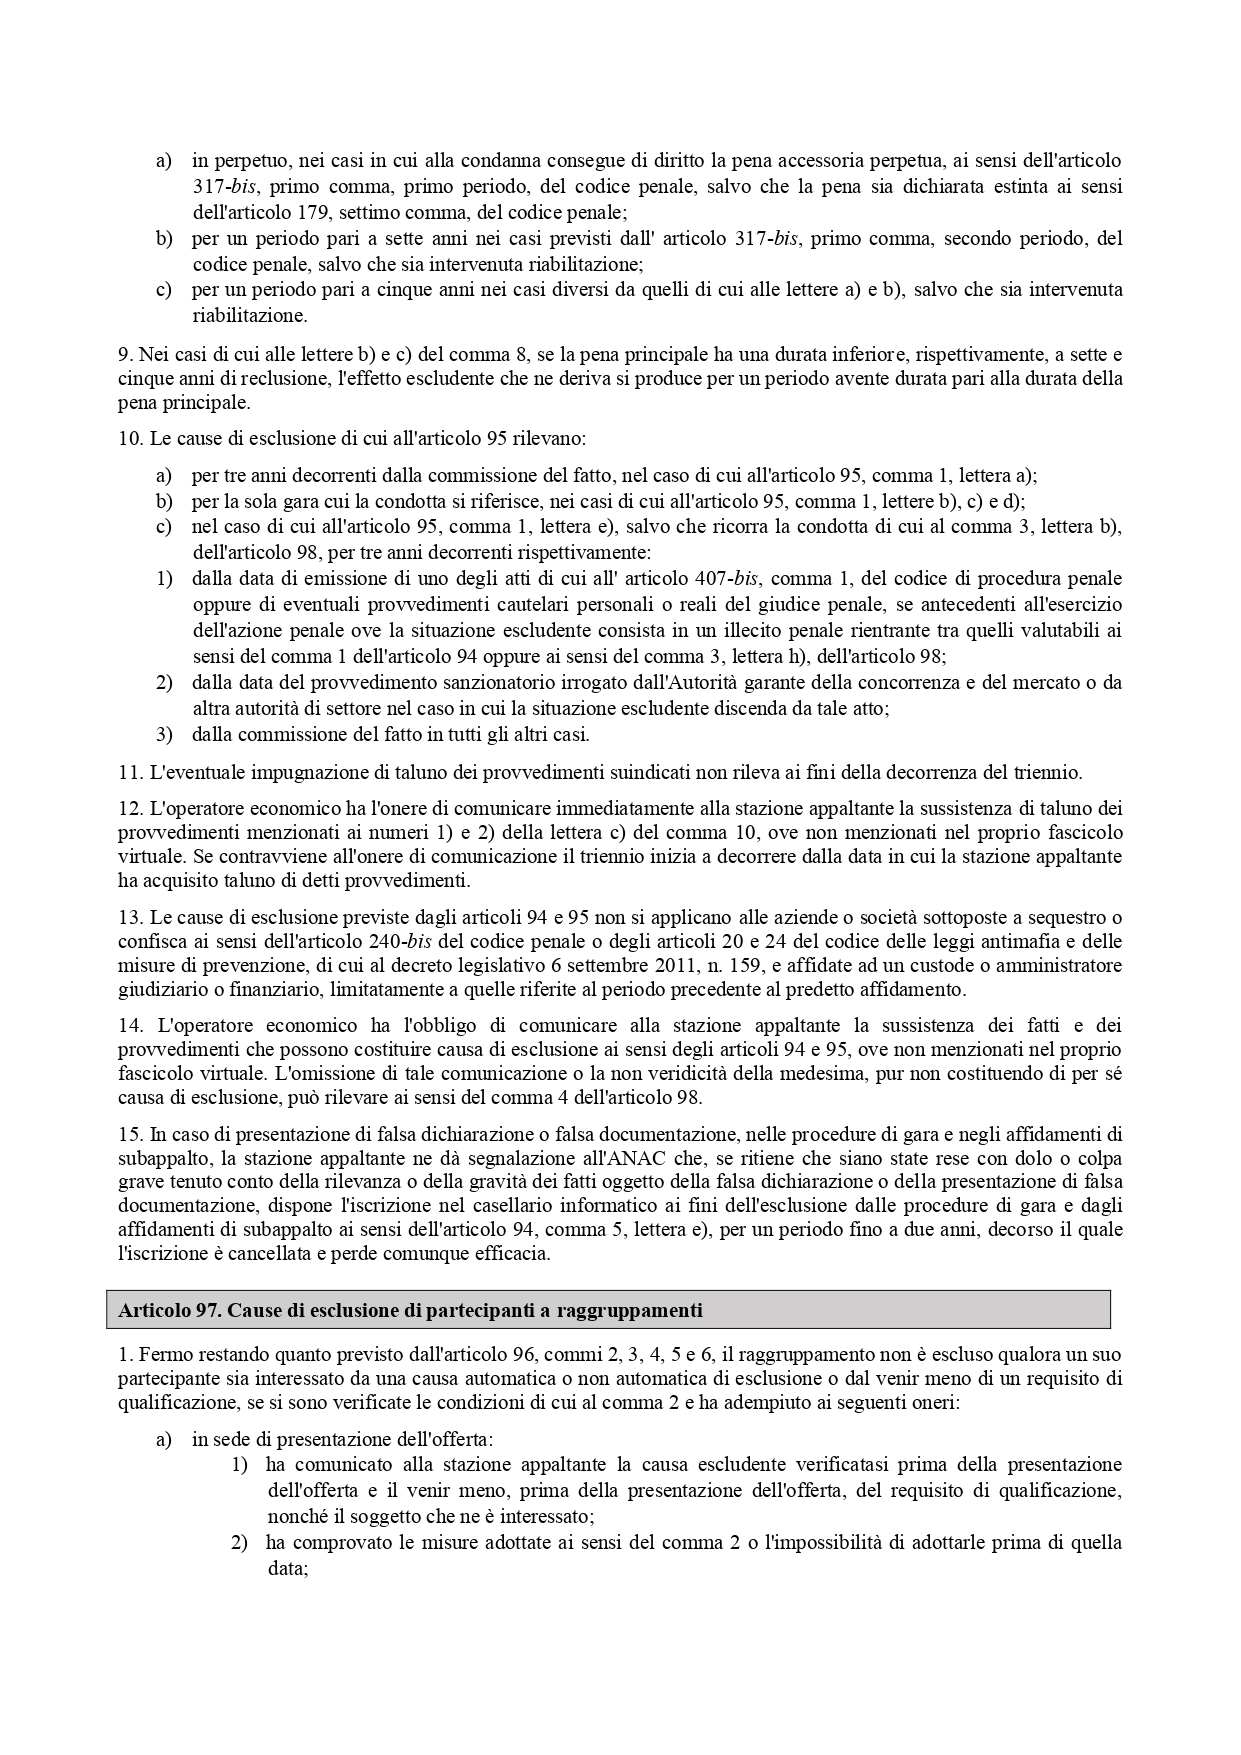 a) in perpetuo, nei casi in cui alla condanna consegue di diritto la pena accessoria perpetua, ai sensi dell'articolo
317-bis, primo comma, primo periodo, del codice penale, salvo che la pena sia dichiarata estinta ai sensi
dell'articolo 179, settimo comma, del codice penale;
b) per un periodo pari a sette anni nei casi previsti dall' articolo 317-bis, primo comma, secondo periodo, del
codice penale, salvo che sia intervenuta riabilitazione;
c) per un periodo pari a cinque anni nei casi diversi da quelli di cui alle lettere a) e b), salvo che sia intervenuta
riabilitazione.
9. Nei casi di cui alle lettere b) e c) del comma 8, se la pena principale ha una durata inferiore, rispettivamente, a sette e
cinque anni di reclusione, l'effetto escludente che ne deriva si produce per un periodo avente durata pari alla durata della
pena principale.
10. Le cause di esclusione di cui all'articolo 95 rilevano:
a) per tre anni decorrenti dalla commissione del fatto, nel caso di cui all'articolo 95, comma 1, lettera a);
b) per la sola gara cui la condotta si riferisce, nei casi di cui all'articolo 95, comma 1, lettere b), c) e d);
c) nel caso di cui all'articolo 95, comma 1, lettera e), salvo che ricorra la condotta di cui al comma 3, lettera b),
dell'articolo 98, per tre anni decorrenti rispettivamente:
1) dalla data di emissione di uno degli atti di cui all' articolo 407-bis, comma 1, del codice di procedura penale
oppure di eventuali provvedimenti cautelari personali o reali del giudice penale, se antecedenti all'esercizio
dell'azione penale ove la situazione escludente consista in un illecito penale rientrante tra quelli valutabili ai
sensi del comma 1 dell'articolo 94 oppure ai sensi del comma 3, lettera h), dell'articolo 98;
2) dalla data del provvedimento sanzionatorio irrogato dall'Autorità garante della concorrenza e del mercato o da
altra autorità di settore nel caso in cui la situazione escludente discenda da tale atto;
3) dalla commissione del fatto in tutti gli altri casi.
11. L'eventuale impugnazione di taluno dei provvedimenti suindicati non rileva ai fini della decorrenza del triennio.
12. L'operatore economico ha l'onere di comunicare immediatamente alla stazione appaltante la sussistenza di taluno dei
provvedimenti menzionati ai numeri 1) e 2) della lettera c) del comma 10, ove non menzionati nel proprio fascicolo
virtuale. Se contravviene all'onere di comunicazione il triennio inizia a decorrere dalla data in cui la stazione appaltante
ha acquisito taluno di detti provvedimenti.
13. Le cause di esclusione previste dagli articoli 94 e 95 non si applicano alle aziende o società sottoposte a sequestro o
confisca ai sensi dell'articolo 240-bis del codice penale o degli articoli 20 e 24 del codice delle leggi antimafia e delle
misure di prevenzione, di cui al decreto legislativo 6 settembre 2011, n. 159, e affidate ad un custode o amministratore
giudiziario o finanziario, limitatamente a quelle riferite al periodo precedente al predetto affidamento.
14. L'operatore economico ha l'obbligo di comunicare alla stazione appaltante la sussistenza dei fatti e dei
provvedimenti che possono costituire causa di esclusione ai sensi degli articoli 94 e 95, ove non menzionati nel proprio
fascicolo virtuale. L'omissione di tale comunicazione o la non veridicità della medesima, pur non costituendo di per sé
causa di esclusione, può rilevare ai sensi del comma 4 dell'articolo 98.
15. In caso di presentazione di falsa dichiarazione o falsa documentazione, nelle procedure di gara e negli affidamenti di
subappalto, la stazione appaltante ne dà segnalazione all'ANAC che, se ritiene che siano state rese con dolo o colpa
grave tenuto conto della rilevanza o della gravità dei fatti oggetto della falsa dichiarazione o della presentazione di falsa
documentazione, dispone l'iscrizione nel casellario informatico ai fini dell'esclusione dalle procedure di gara e dagli
affidamenti di subappalto ai sensi dell'articolo 94, comma 5, lettera e), per un periodo fino a due anni, decorso il quale
l'iscrizione è cancellata e perde comunque efficacia.
Articolo 97. Cause di esclusione di partecipanti a raggruppamenti
1. Fermo restando quanto previsto dall'articolo 96, commi 2, 3, 4, 5 e 6, il raggruppamento non è escluso qualora un suo
partecipante sia interessato da una causa automatica o non automatica di esclusione o dal venir meno di un requisito di
qualificazione, se si sono verificate le condizioni di cui al comma 2 e ha adempiuto ai seguenti oneri:
a) in sede di presentazione dell'offerta:
1) ha comunicato alla stazione appaltante la causa escludente verificatasi prima della presentazione
dell'offerta e il venir meno, prima della presentazione dell'offerta, del requisito di qualificazione,
nonché il soggetto che ne è interessato;
2) ha comprovato le misure adottate ai sensi del comma 2 o l'impossibilità di adottarle prima di quella
data;